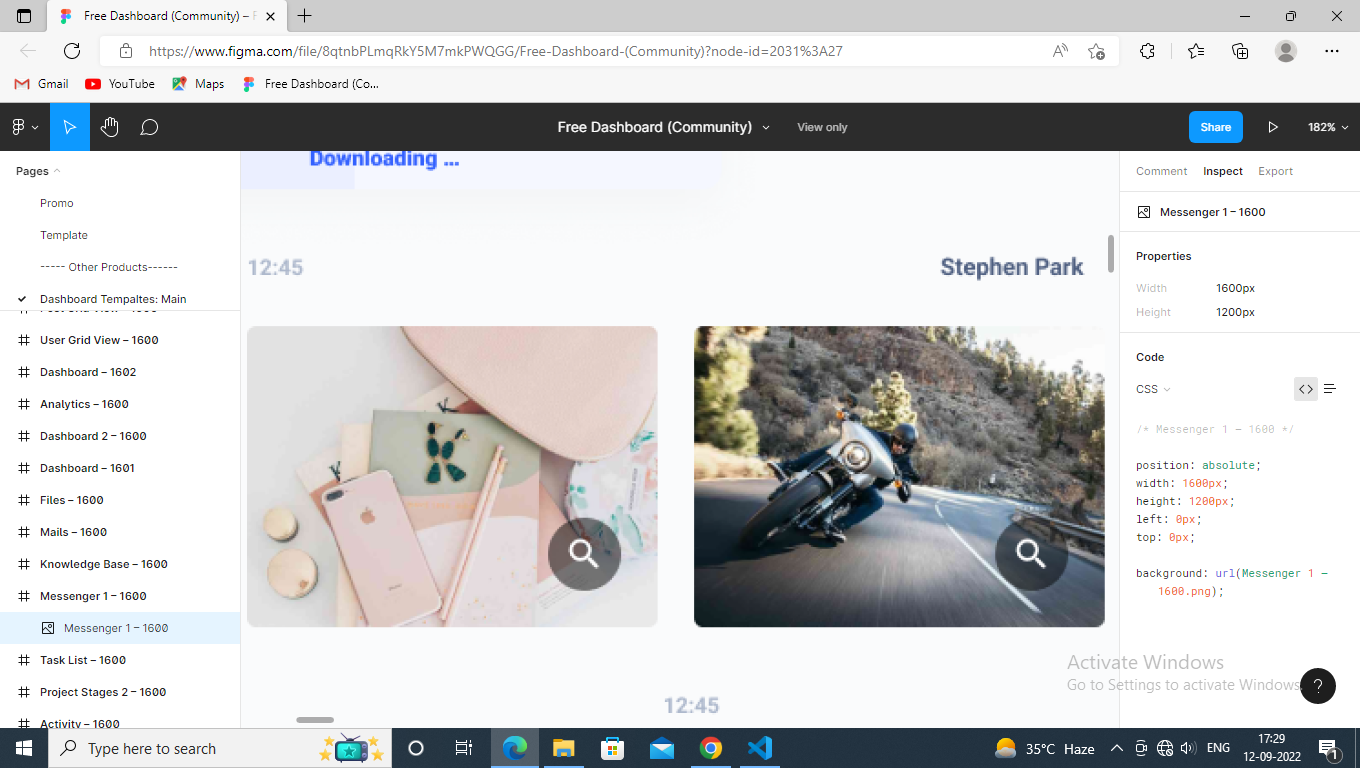 Free Dashboard (Community) –
https://www.figma.com/file/8qtnbPLmqRkY5M7mkPWQGG/Free-Dashboard-(Community)?node-id=2031%3A27
Gmail
YouTube
Maps
Free Dashboard (Co...
Free Dashboard (Community)
View only
Share
182%
Pages
Promo
Template
----- Other Products------
Dashboard Tempaltes: Main
User Grid View – 1600
Dashboard – 1602
Analytics – 1600
Dashboard 2 – 1600
Dashboard – 1601
Files – 1600
Mails – 1600
Knowledge Base – 1600
Messenger 1 – 1600
Messenger 1 – 1600
Task List – 1600
Project Stages 2 – 1600
Activity – 1600
Downloading ...
12:45
Stephen Park
12:45
Comment Inspect Export
Messenger 1 – 1600
Properties
Width 1600px
Height 1200px
Code
CSS
/* Messenger 1 – 1600 */
position: absolute;
width: 1600px;
height: 1200px;
left: 0px;
top: 0px;
background: url(Messenger 1 –
1600.png);
Activate Windows
Go to Settings to activate Windows.
?
Type here to search
35°C Haze
ENG
17:29
12-09-2022
1